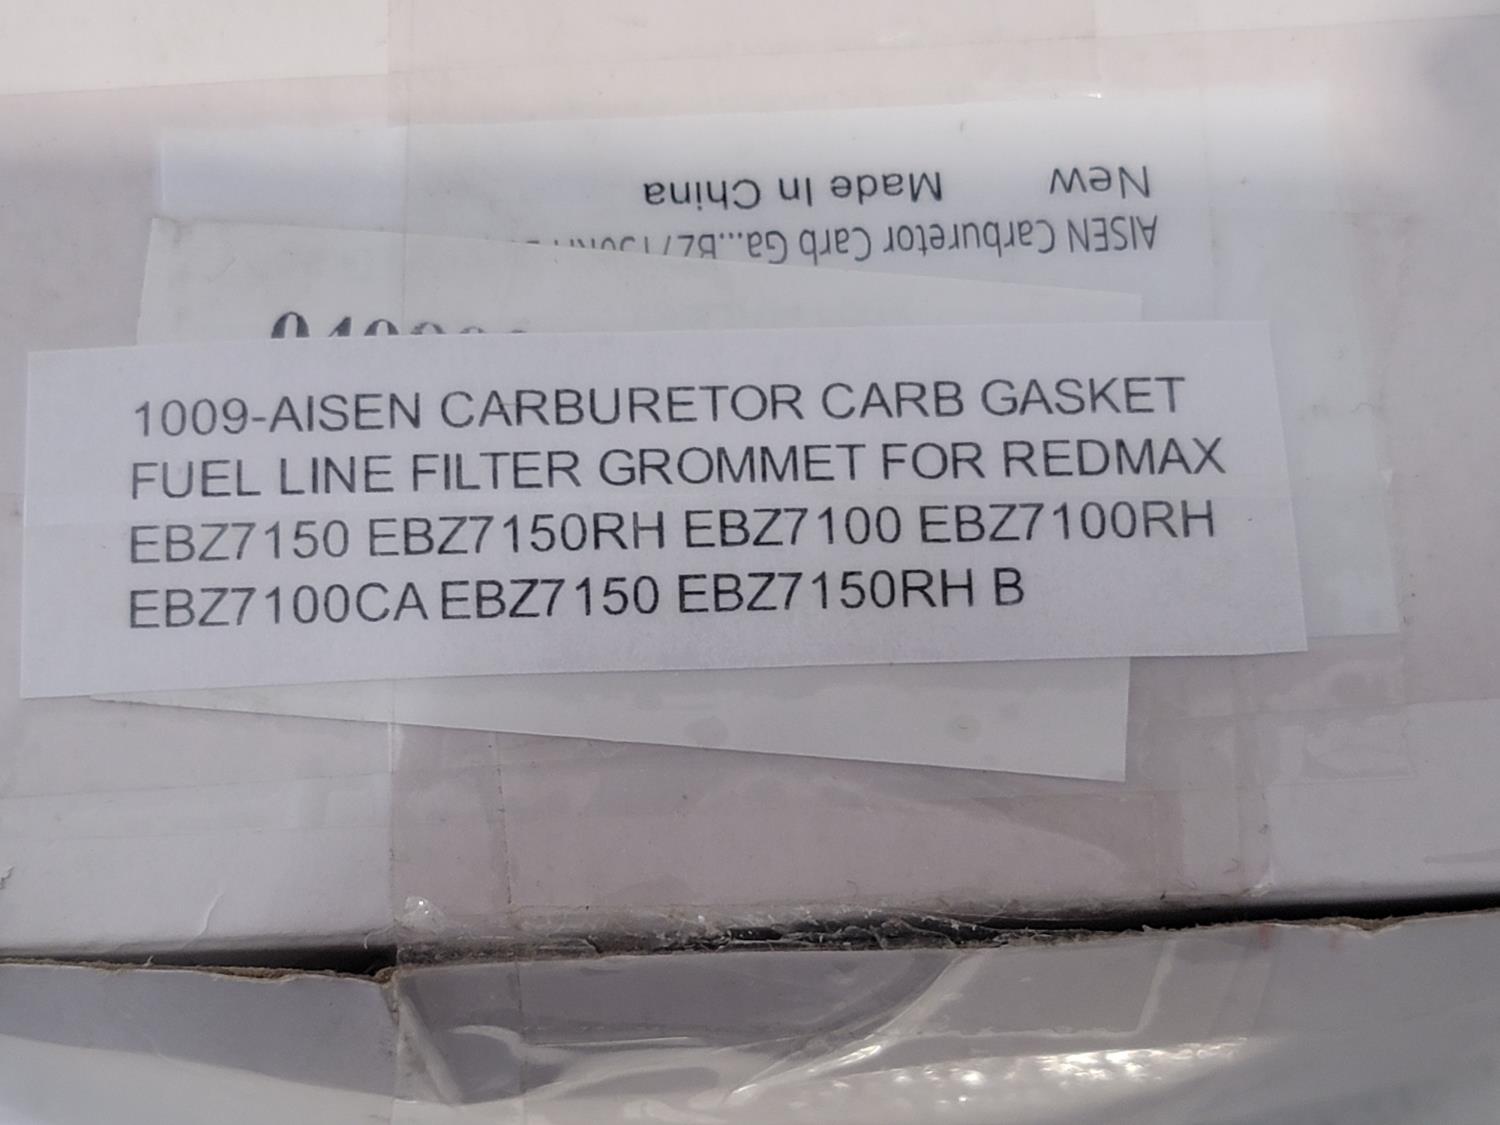 New Made In China
AISEN Carburetor Carb Ga...BZ7150RH
1009-AISEN CARBURETOR CARB GASKET
FUEL LINE FILTER GROMMET FOR REDMAX
EBZ7150 EBZ7150RH EBZ7100 EBZ7100RH
EBZ7100CA EBZ7150 EBZ7150RH B